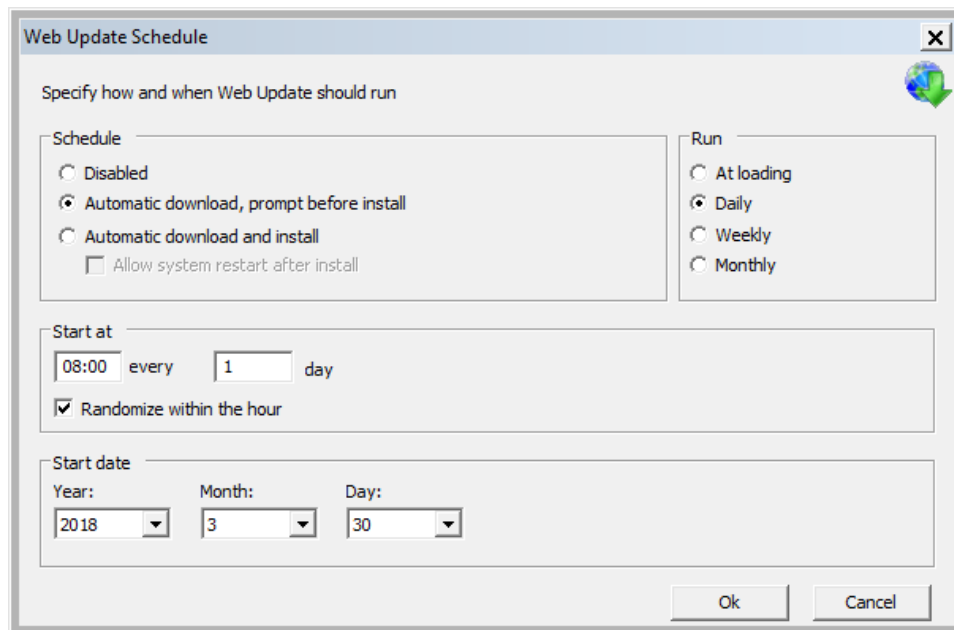 Web Update Schedule
Specify how and when Web Update should run
Schedule
Disabled
Automatic download, prompt before install
Automatic download and install
Allow system restart after install
Run
At loading
Daily
Weekly
Monthly
Start at
08:00 every 1 day
Randomize within the hour
Start date
Year: Month: Day:
2018 3 30
Ok Cancel